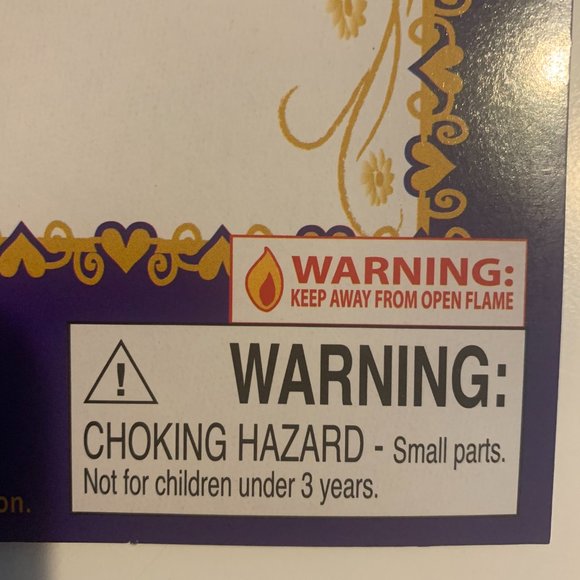 WARNING:
KEEP AWAY FROM OPEN FLAME
WARNING:
CHOKING HAZARD - Small parts.
Not for children under 3 years.